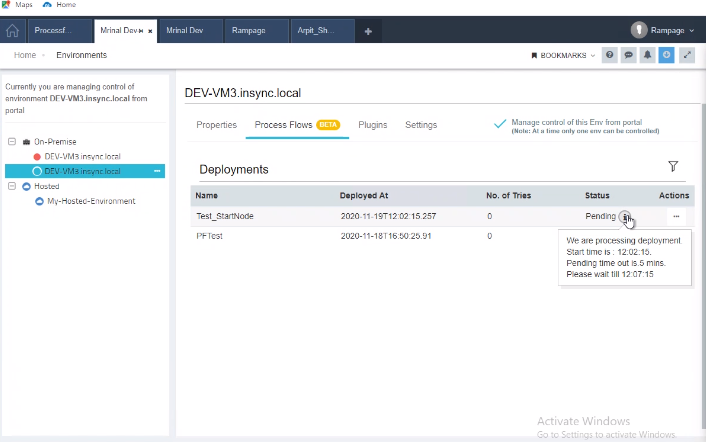 Maps Home
Processf... Mrinal Dev Mrinal Dev Rampage Arpit_Sh... Rampage
Home Environments BOOKMARKS
Currently you are managing control of
environment DEV-VM3.insync.local from
portal
On-Premise
DEV-VM3.insync.local
DEV-VM3.insync.local
Hosted
My-Hosted-Environment
DEV-VM3.insync.local
Properties Process Flows BETA Plugins Settings
Manage control of this Env from portal
(Note: At a time only one env can be controlled)
Deployments
Name Deployed At No. of Tries Status Actions
Test_StartNode 2020-11-19T12:02:15.257 0 Pending
PFTest 2020-11-18T16:50:25.91 0
We are processing deployment.
Start time is : 12:02:15.
Pending time out is 5 mins.
Please wait till 12:07:15
Activate Windows
Go to Settings to activate Windows.